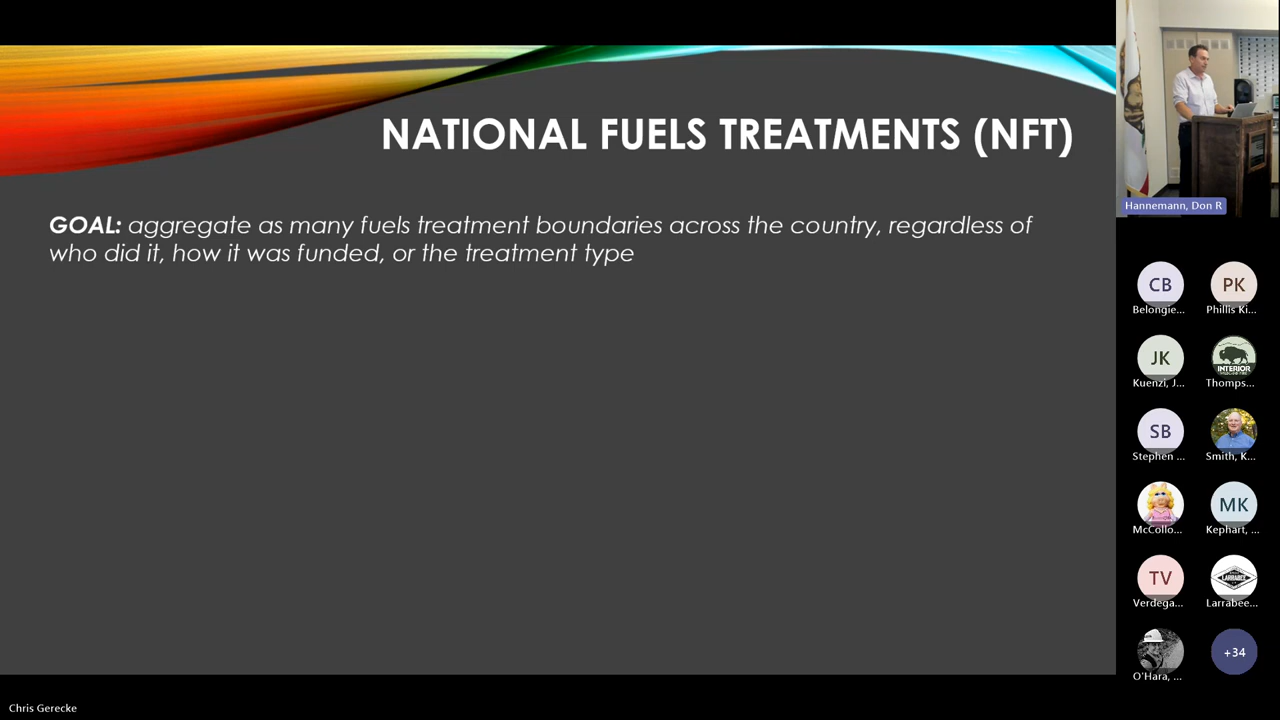 NATIONAL FUELS TREATMENTS (NFT)
GOAL: aggregate as many fuels treatment boundaries across the country, regardless of
who did it, how it was funded, or the treatment type
Hannemann, Don R
CB
PK
Belongie...
Phillis Ki...
JK
INTERIOR
Kuenzi, J...
Thomps...
SB
Stephen ...
Smith, K...
MK
McCollo...
Kephart, ...
TV
LARRABEE
Verdega...
Larrabee...
+34
O'Hara, ...
Chris Gerecke